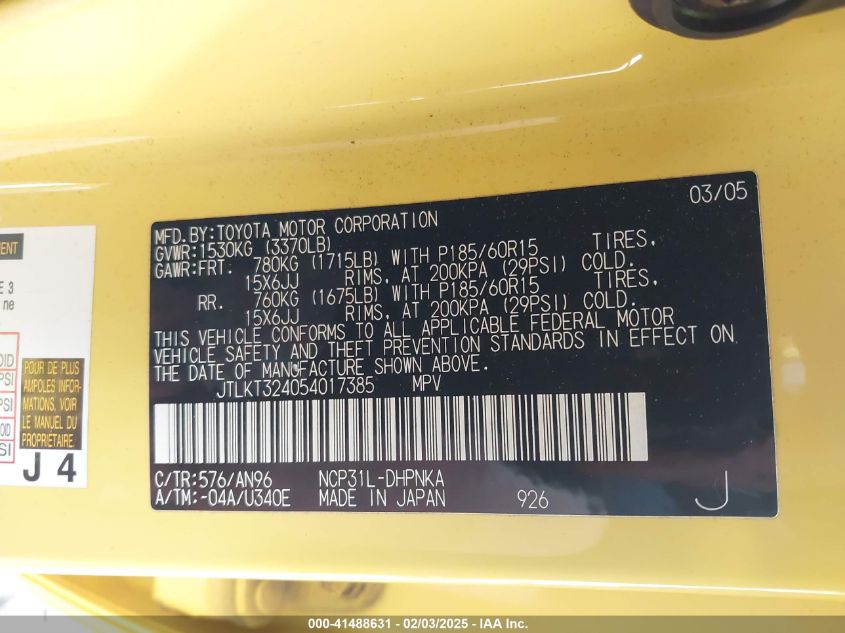 03/05
MFD.BY:TOYOTA MOTOR CORPORATION
GVWR:1530KG (3370LB)
GAWR:FRT. 780KG (1715LB) WITH P185/60R15 TIRES,
15X6JJ RIMS, AT 200KPA (29PSI) COLD.
RR. 760KG (1675LB) WITH P185/60R15 TIRES,
15X6JJ RIMS, AT 200KPA (29PSI) COLD.
THIS VEHICLE CONFORMS TO ALL APPLICABLE FEDERAL MOTOR
VEHICLE SAFETY AND THEFT PREVENTION STANDARDS IN EFFECT ON
THE DATE OF MANUFACTURE SHOWN ABOVE.
JTLKT324054017385 MPV
C/TR:576/AN96 NCP31L-DHPNKA
A/TM:-04A/U340E MADE IN JAPAN 926 J
E 3
ne
POUR DE PLUS
AMPOLES INFOR-
MATIONS, VOIR
LE MANUEL DU
PROPRIÉTAIRE
J 4
000-41488631 - 02/03/2025 - IAA Inc.